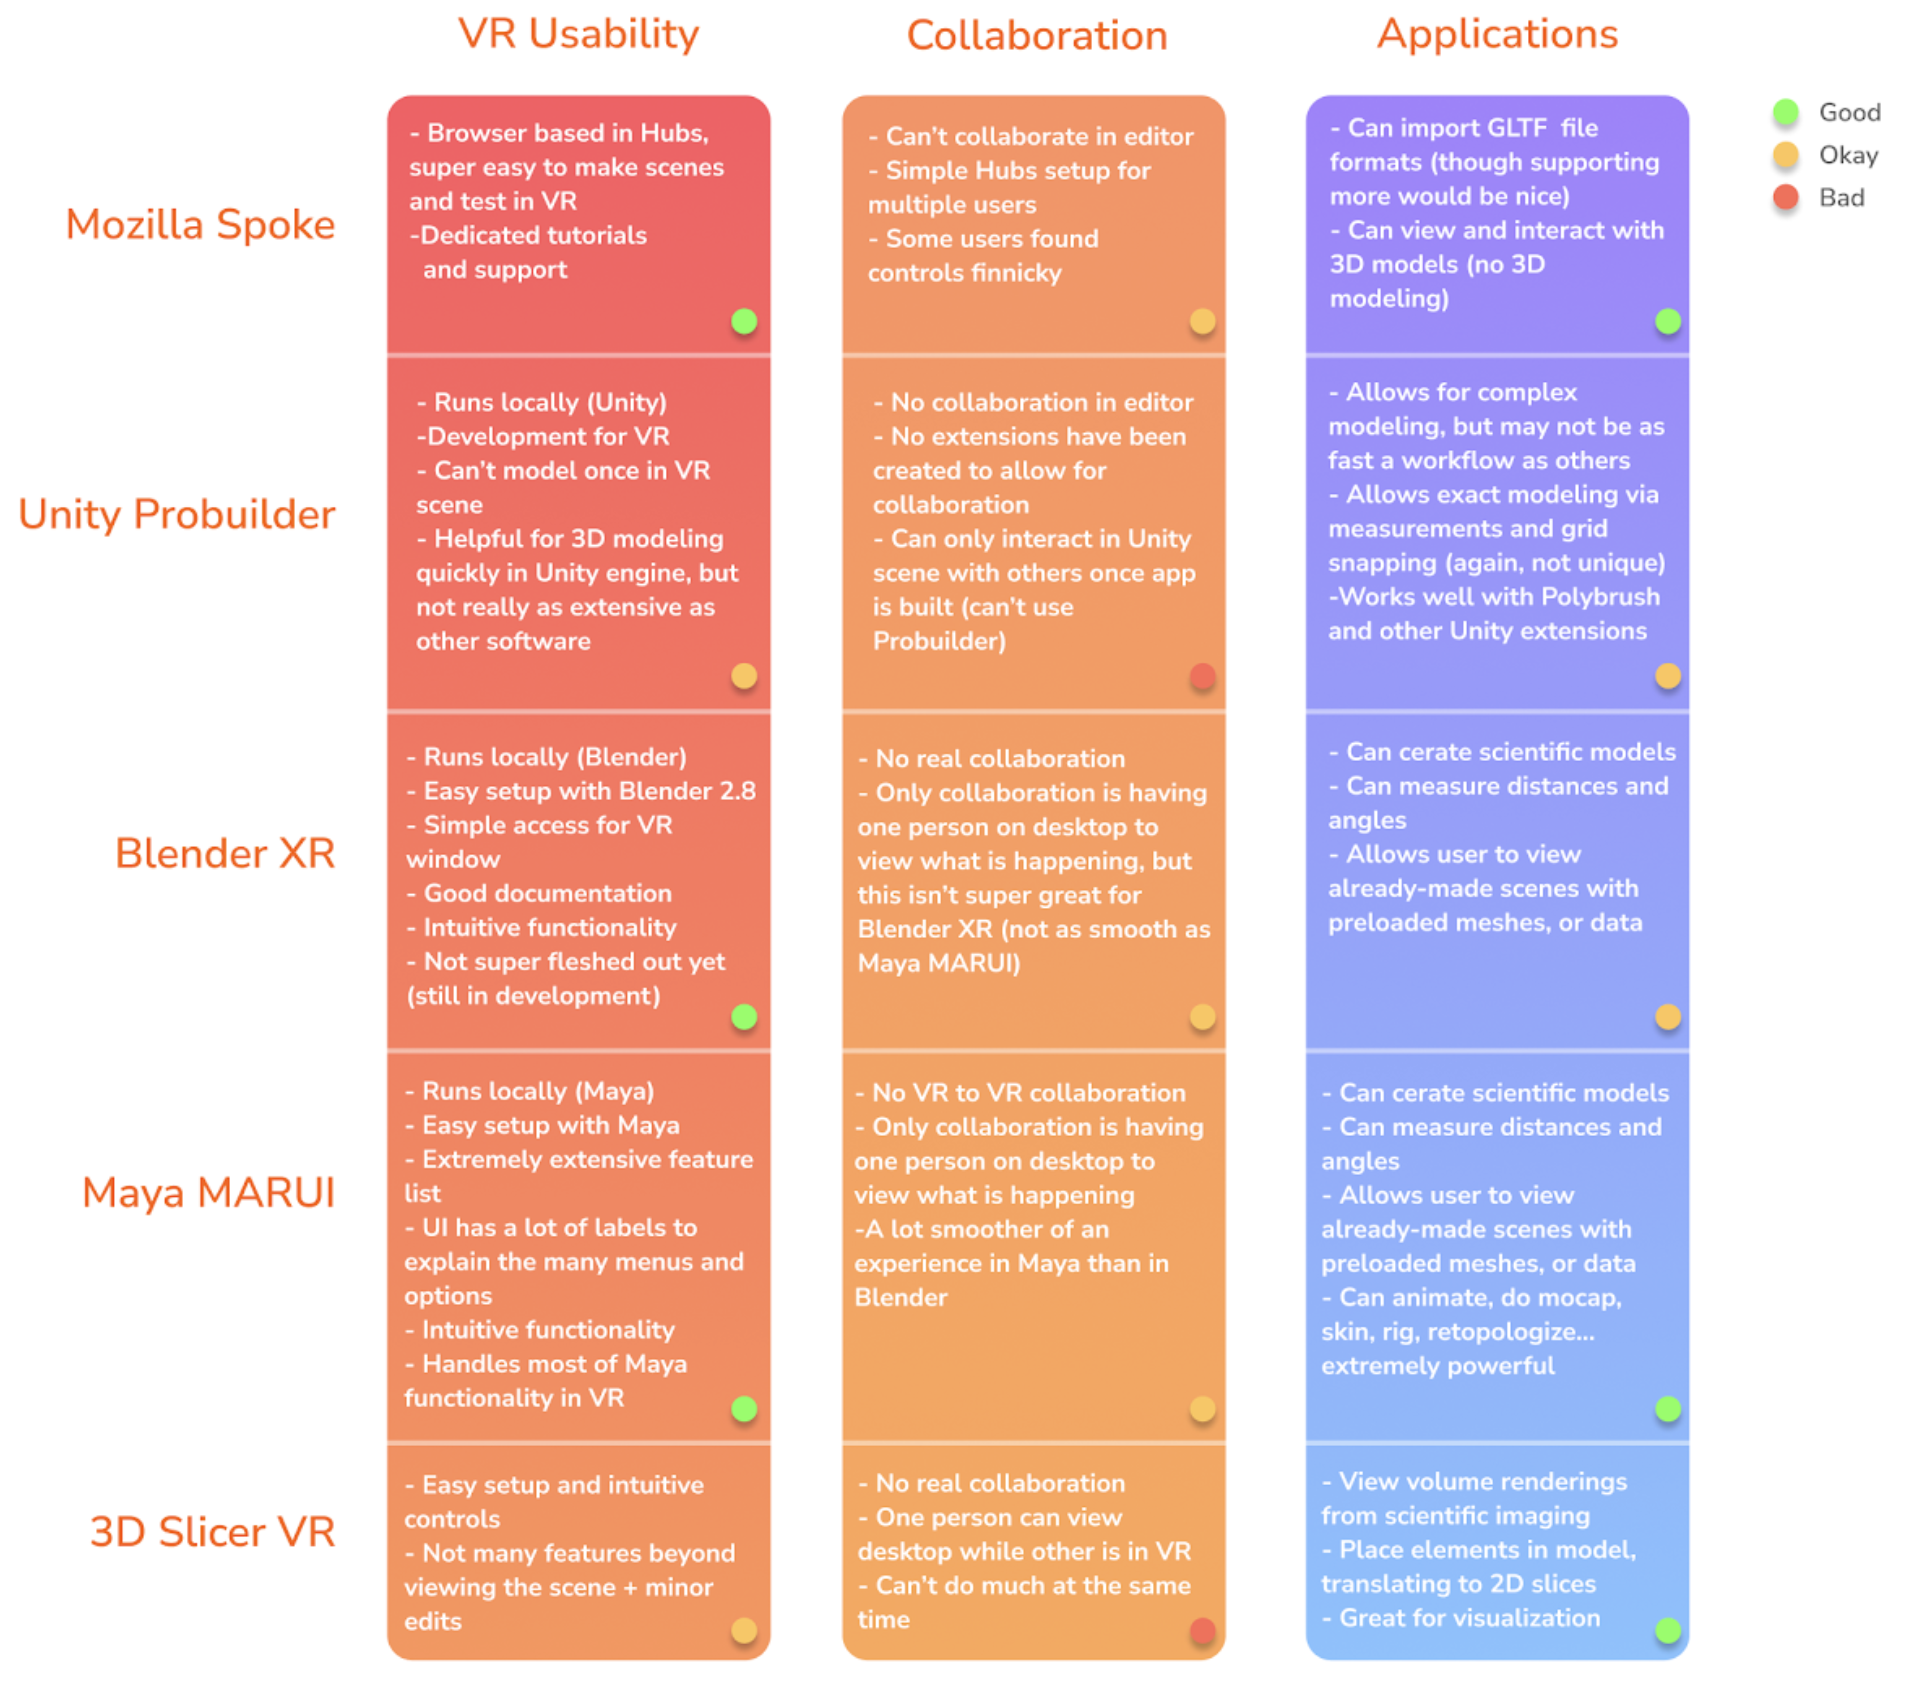 VR Usability
Collaboration
Applications
Good
Okay
Bad
Mozilla Spoke
- Browser based in Hubs,
super easy to make scenes
and test in VR
-Dedicated tutorials
and support
- Can't collaborate in editor
- Simple Hubs setup for
multiple users
- Some users found
controls finnicky
- Can import GLTF file
formats (though supporting
more would be nice)
- Can view and interact with
3D models (no 3D
modeling)
Unity Probuilder
- Runs locally (Unity)
-Development for VR
- Can't model once in VR
scene
- Helpful for 3D modeling
quickly in Unity engine, but
not really as extensive as
other software
- No collaboration in editor
- No extensions have been
created to allow for
collaboration
- Can only interact in Unity
scene with others once app
is built (can't use
Probuilder)
- Allows for complex
modeling, but may not be as
fast a workflow as others
- Allows exact modeling via
measurements and grid
snapping (again, not unique)
-Works well with Polybrush
and other Unity extensions
Blender XR
- Runs locally (Blender)
- Easy setup with Blender 2.8
- Simple access for VR
window
- Good documentation
- Intuitive functionality
- Not super fleshed out yet
(still in development)
- No real collaboration
- Only collaboration is having
one person on desktop to
view what is happening, but
this isn't super great for
Blender XR (not as smooth as
Maya MARUI)
- Can cerate scientific models
- Can measure distances and
angles
- Allows user to view
already-made scenes with
preloaded meshes, or data
Maya MARUI
- Runs locally (Maya)
- Easy setup with Maya
- Extremely extensive feature
list
- UI has a lot of labels to
explain the many menus and
options
- Intuitive functionality
- Handles most of Maya
functionality in VR
- No VR to VR collaboration
- Only collaboration is having
one person on desktop to
view what is happening
-A lot smoother of an
experience in Maya than in
Blender
- Can cerate scientific models
- Can measure distances and
angles
- Allows user to view
already-made scenes with
preloaded meshes, or data
- Can animate, do mocap,
skin, rig, retopologize...
extremely powerful
3D Slicer VR
- Easy setup and intuitive
controls
- Not many features beyond
viewing the scene + minor
edits
- No real collaboration
- One person can view
desktop while other is in VR
- Can't do much at the same
time
- View volume renderings
from scientific imaging
- Place elements in model,
translating to 2D slices
- Great for visualization